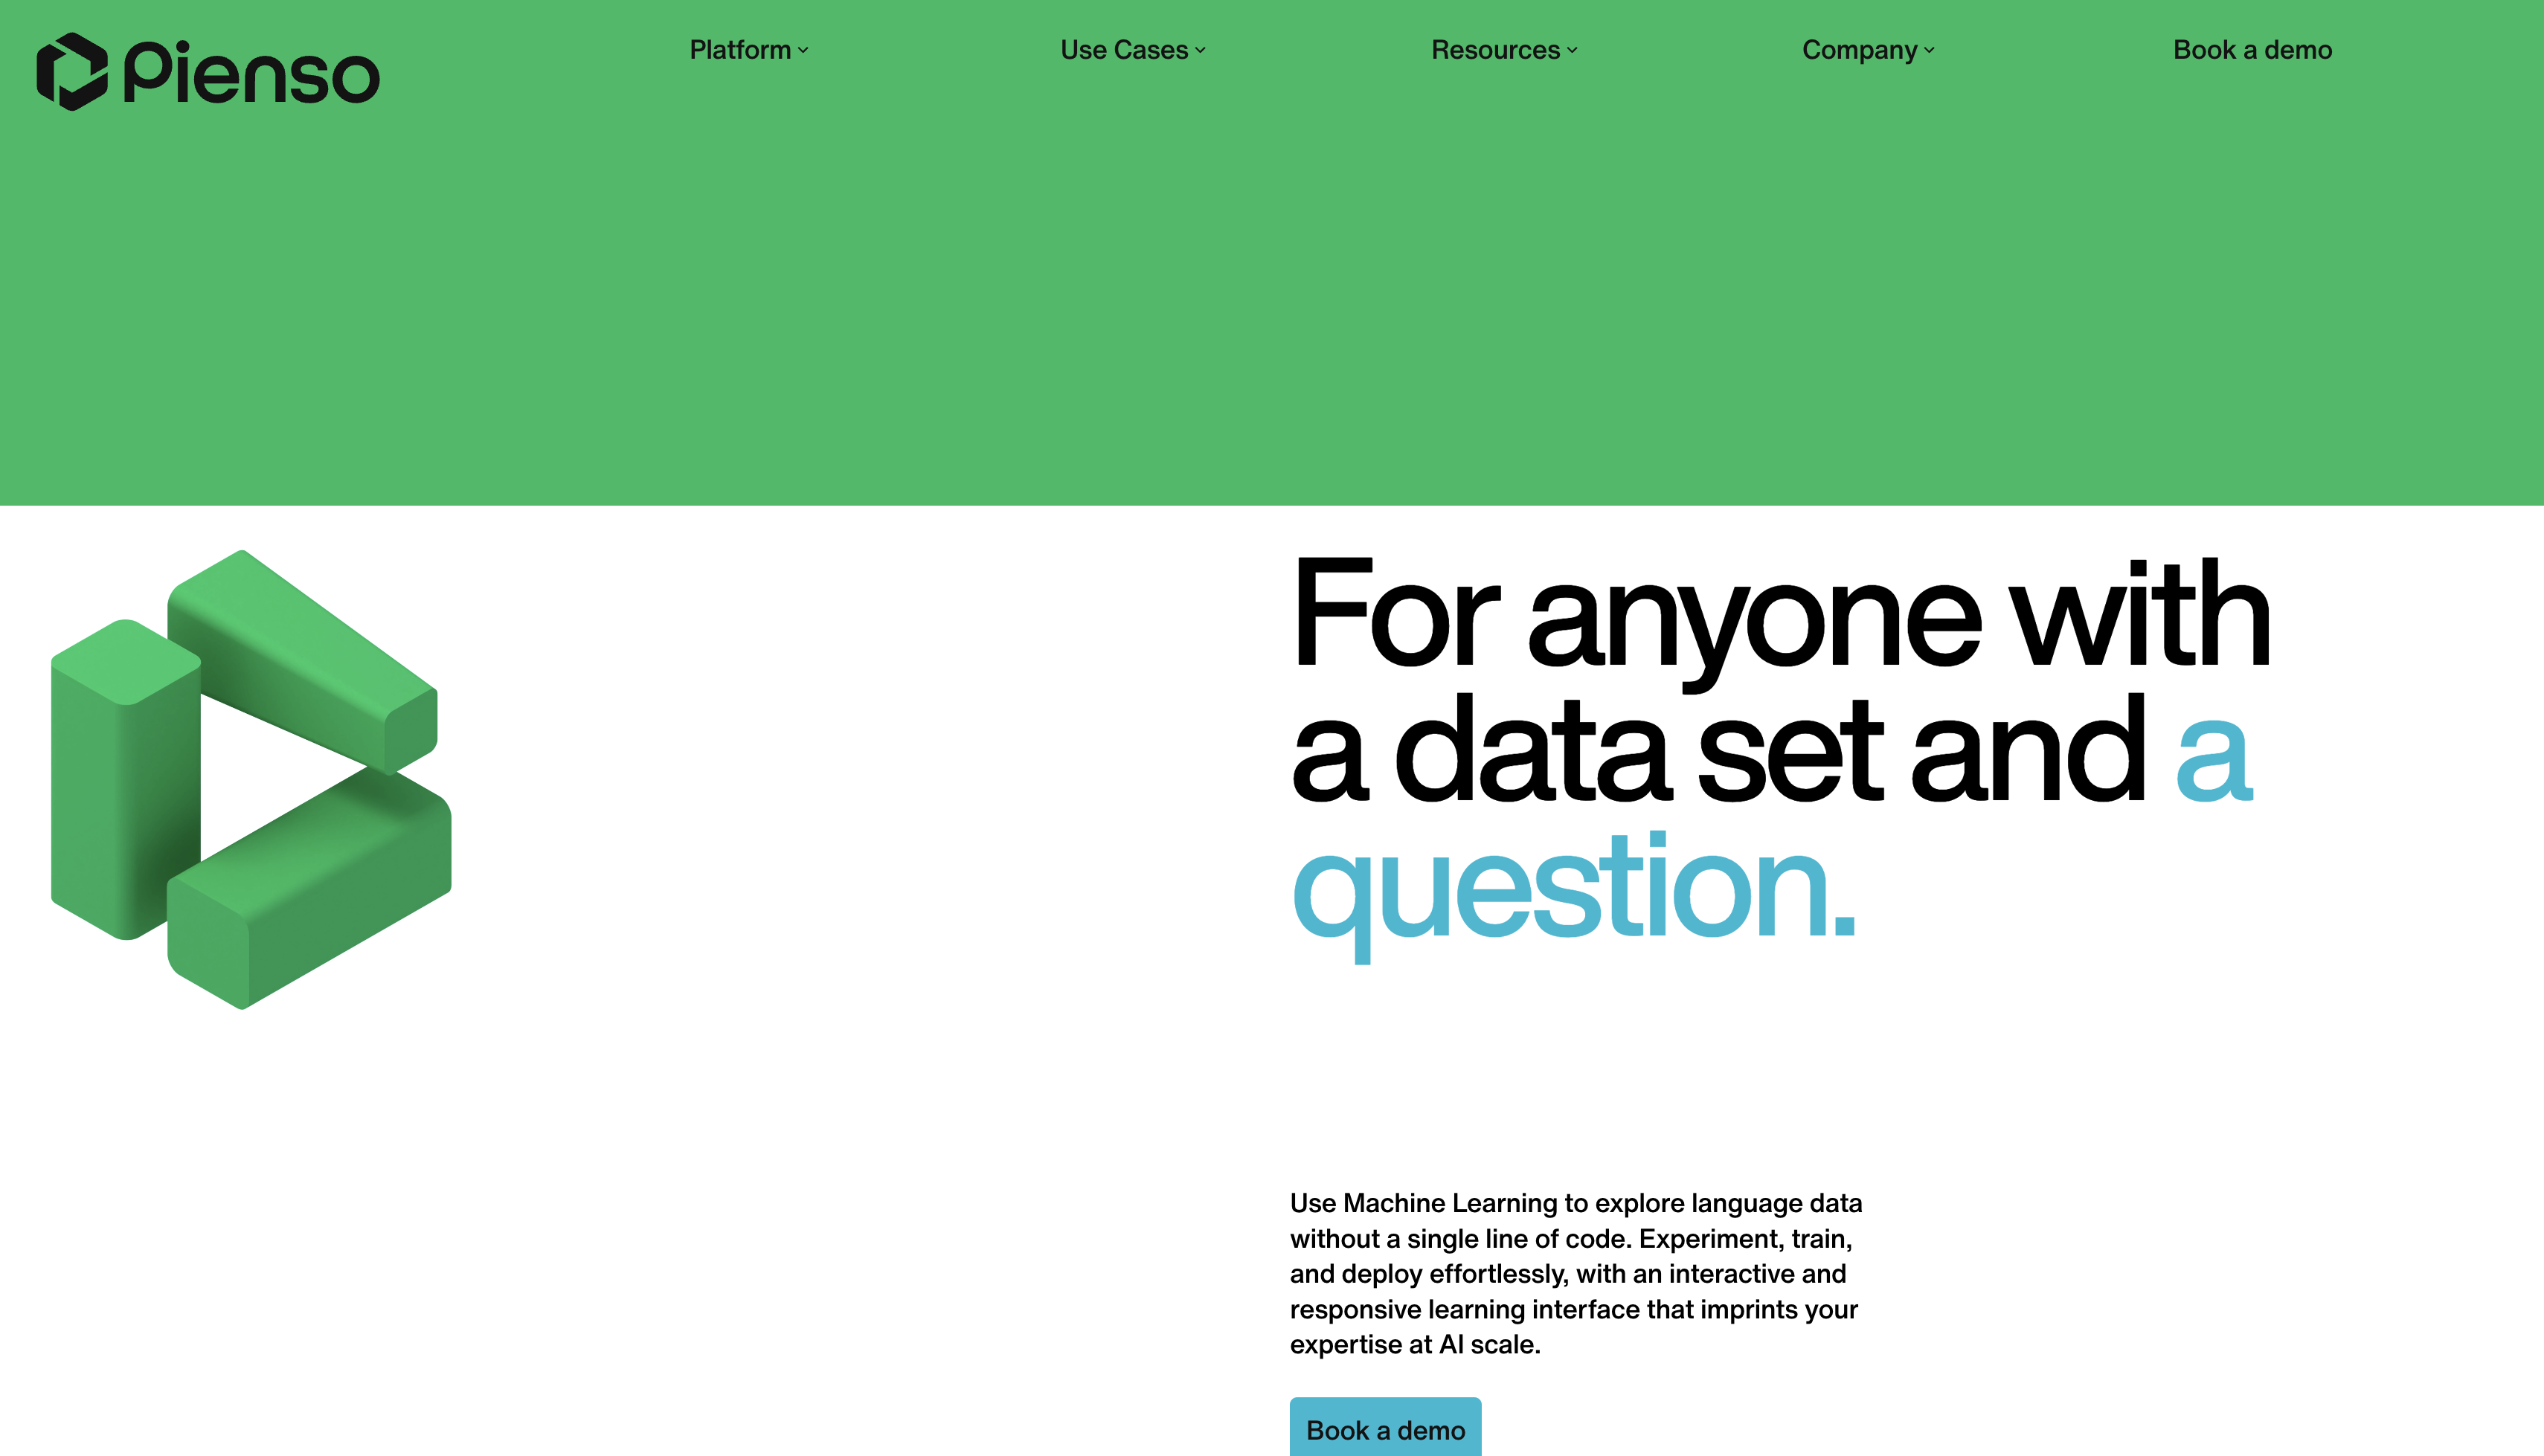 Pienso
Platform
Use Cases
Resources
Company
Book a demo
For anyone with
a data set and a
question.
Use Machine Learning to explore language data
without a single line of code. Experiment, train,
and deploy effortlessly, with an interactive and
responsive learning interface that imprints your
expertise at AI scale.
Book a demo